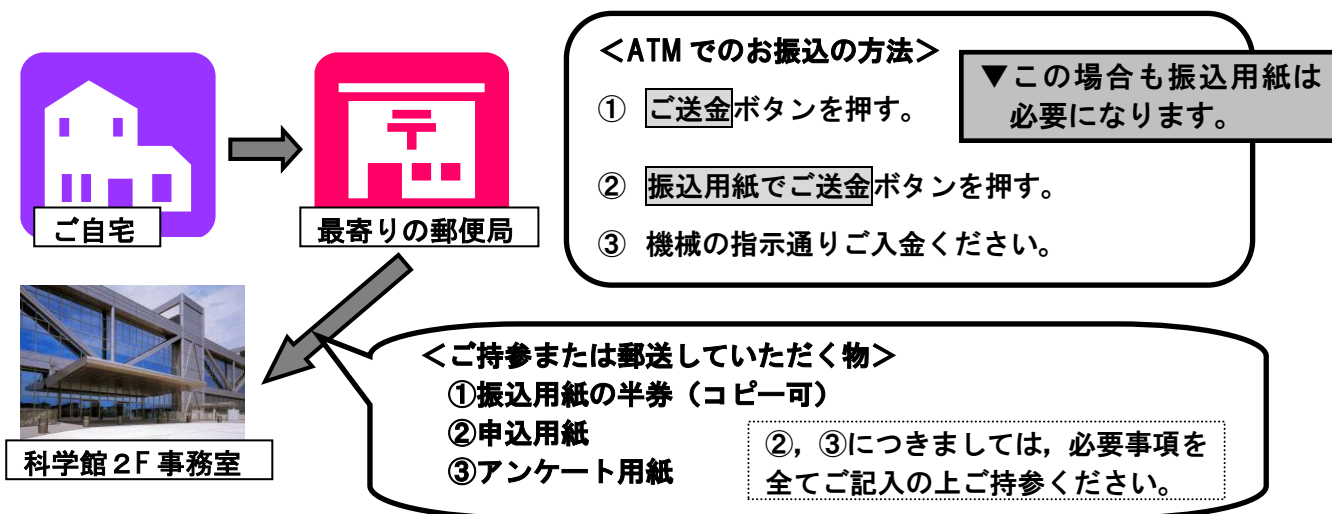 ＜ATMでのお振込の方法＞
① ご送金ボタンを押す。
▼この場合も振込用紙は
必要になります。
② 振込用紙でご送金ボタンを押す。
③ 機械の指示通りご入金ください。
ご自宅
最寄りの郵便局
＜ご持参または郵送していただく物＞
①振込用紙の半券（コピー可）
②申込用紙
③アンケート用紙
②，③につきましては，必要事項を
全てご記入の上ご持参ください。
科学館２F事務室